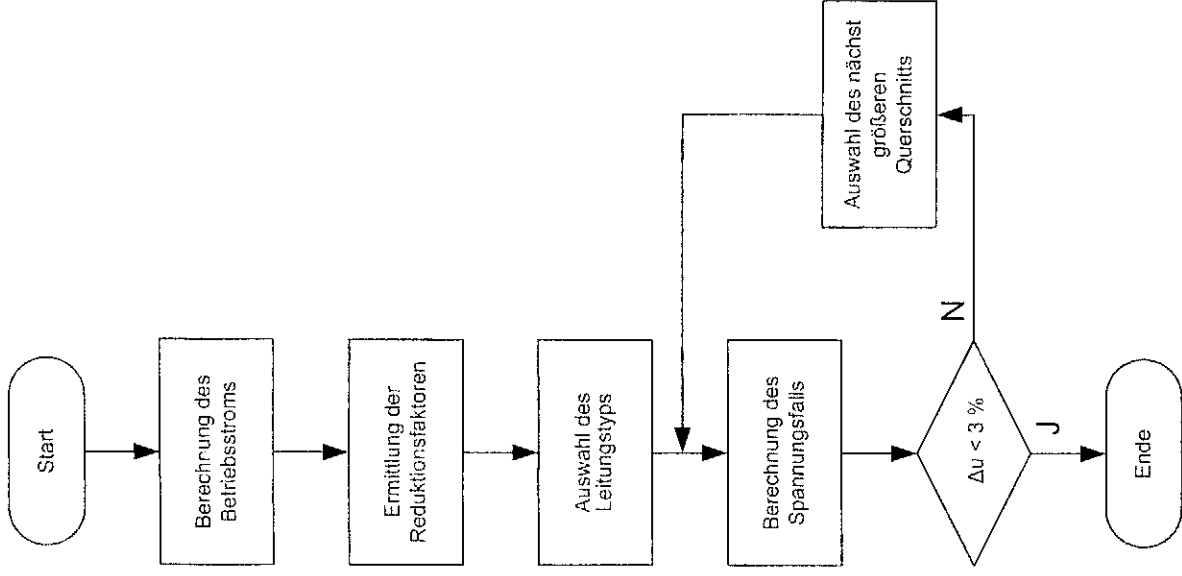 Start
Berechnung des
Betriebsstroms
Ermittlung der
Reduktionsfaktoren
Auswahl des
Leitungstyps
Berechnung des
Spannungsfalls
Δu < 3 %
N
Auswahl des nächst
größeren
Querschnitts
J
Ende